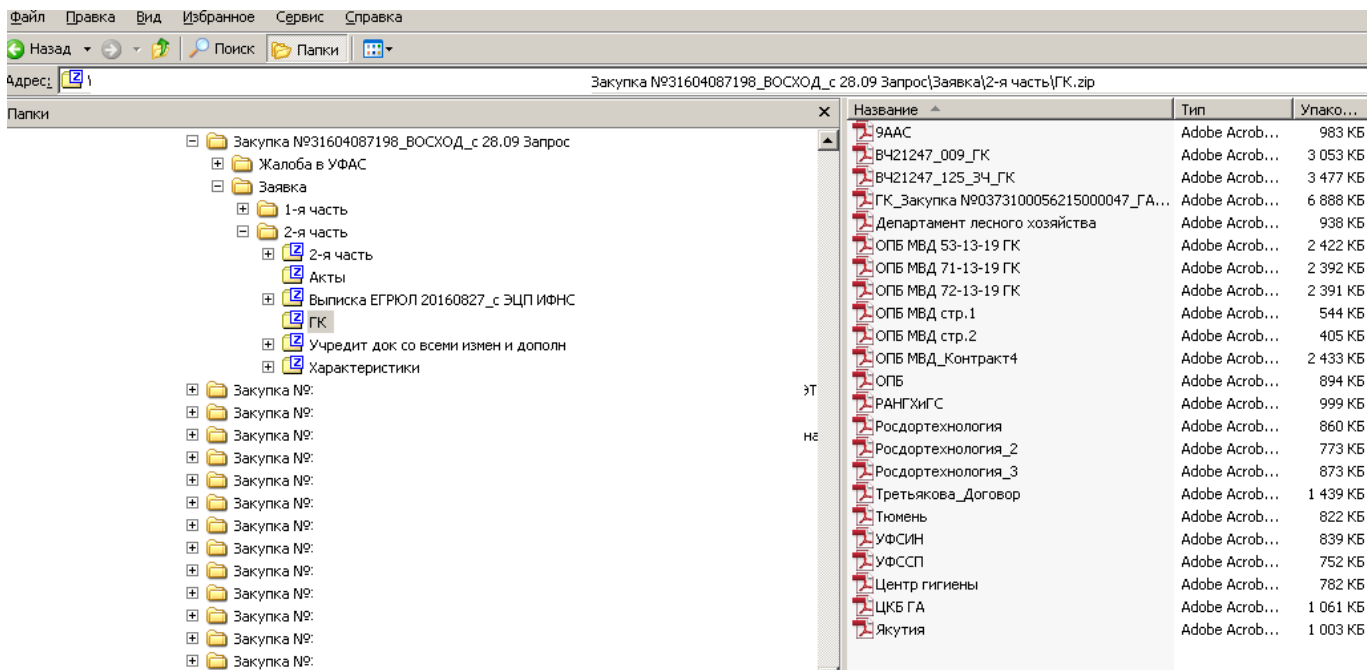 Файл Правка Вид Избранное Сервис Справка
Назад Поиск Папки
Адрес: \ Закупка №31604087198_ВОСХОД_с 28.09 Запрос\Заявка\2-я часть\ГК.zip
Папки x
Закупка №31604087198_ВОСХОД_с 28.09 Запрос
Жалоба в УФАС
Заявка
1-я часть
2-я часть
2-я часть
Акты
Выписка ЕГРЮЛ 20160827_с ЭЦП ИФНС
ГК
Учредит док со всеми измен и дополн
Характеристики
Закупка №: ЭТ
Закупка №:
Закупка №: на
Закупка №:
Закупка №:
Закупка №:
Закупка №:
Закупка №:
Закупка №:
Закупка №:
Закупка №:
Закупка №:
Закупка №:
Название Тип Упако...
9ААС Adobe Acrob... 983 КБ
ВЧ21247_009_ГК Adobe Acrob... 3 053 КБ
ВЧ21247_125_ЗЧ_ГК Adobe Acrob... 3 477 КБ
ГК_Закупка №0373100056215000047_ГА... Adobe Acrob... 6 888 КБ
Департамент лесного хозяйства Adobe Acrob... 938 КБ
ОПБ МВД 53-13-19 ГК Adobe Acrob... 2 422 КБ
ОПБ МВД 71-13-19 ГК Adobe Acrob... 2 392 КБ
ОПБ МВД 72-13-19 ГК Adobe Acrob... 2 391 КБ
ОПБ МВД стр.1 Adobe Acrob... 544 КБ
ОПБ МВД стр.2 Adobe Acrob... 405 КБ
ОПБ МВД_Контракт4 Adobe Acrob... 2 433 КБ
ОПБ Adobe Acrob... 894 КБ
РАНГХиГС Adobe Acrob... 999 КБ
Росдортехнология Adobe Acrob... 860 КБ
Росдортехнология_2 Adobe Acrob... 773 КБ
Росдортехнология_3 Adobe Acrob... 873 КБ
Третьякова_Договор Adobe Acrob... 1 439 КБ
Тюмень Adobe Acrob... 822 КБ
УФСИН Adobe Acrob... 839 КБ
УФССП Adobe Acrob... 752 КБ
Центр гигиены Adobe Acrob... 782 КБ
ЦКБ ГА Adobe Acrob... 1 061 КБ
Якутия Adobe Acrob... 1 003 КБ